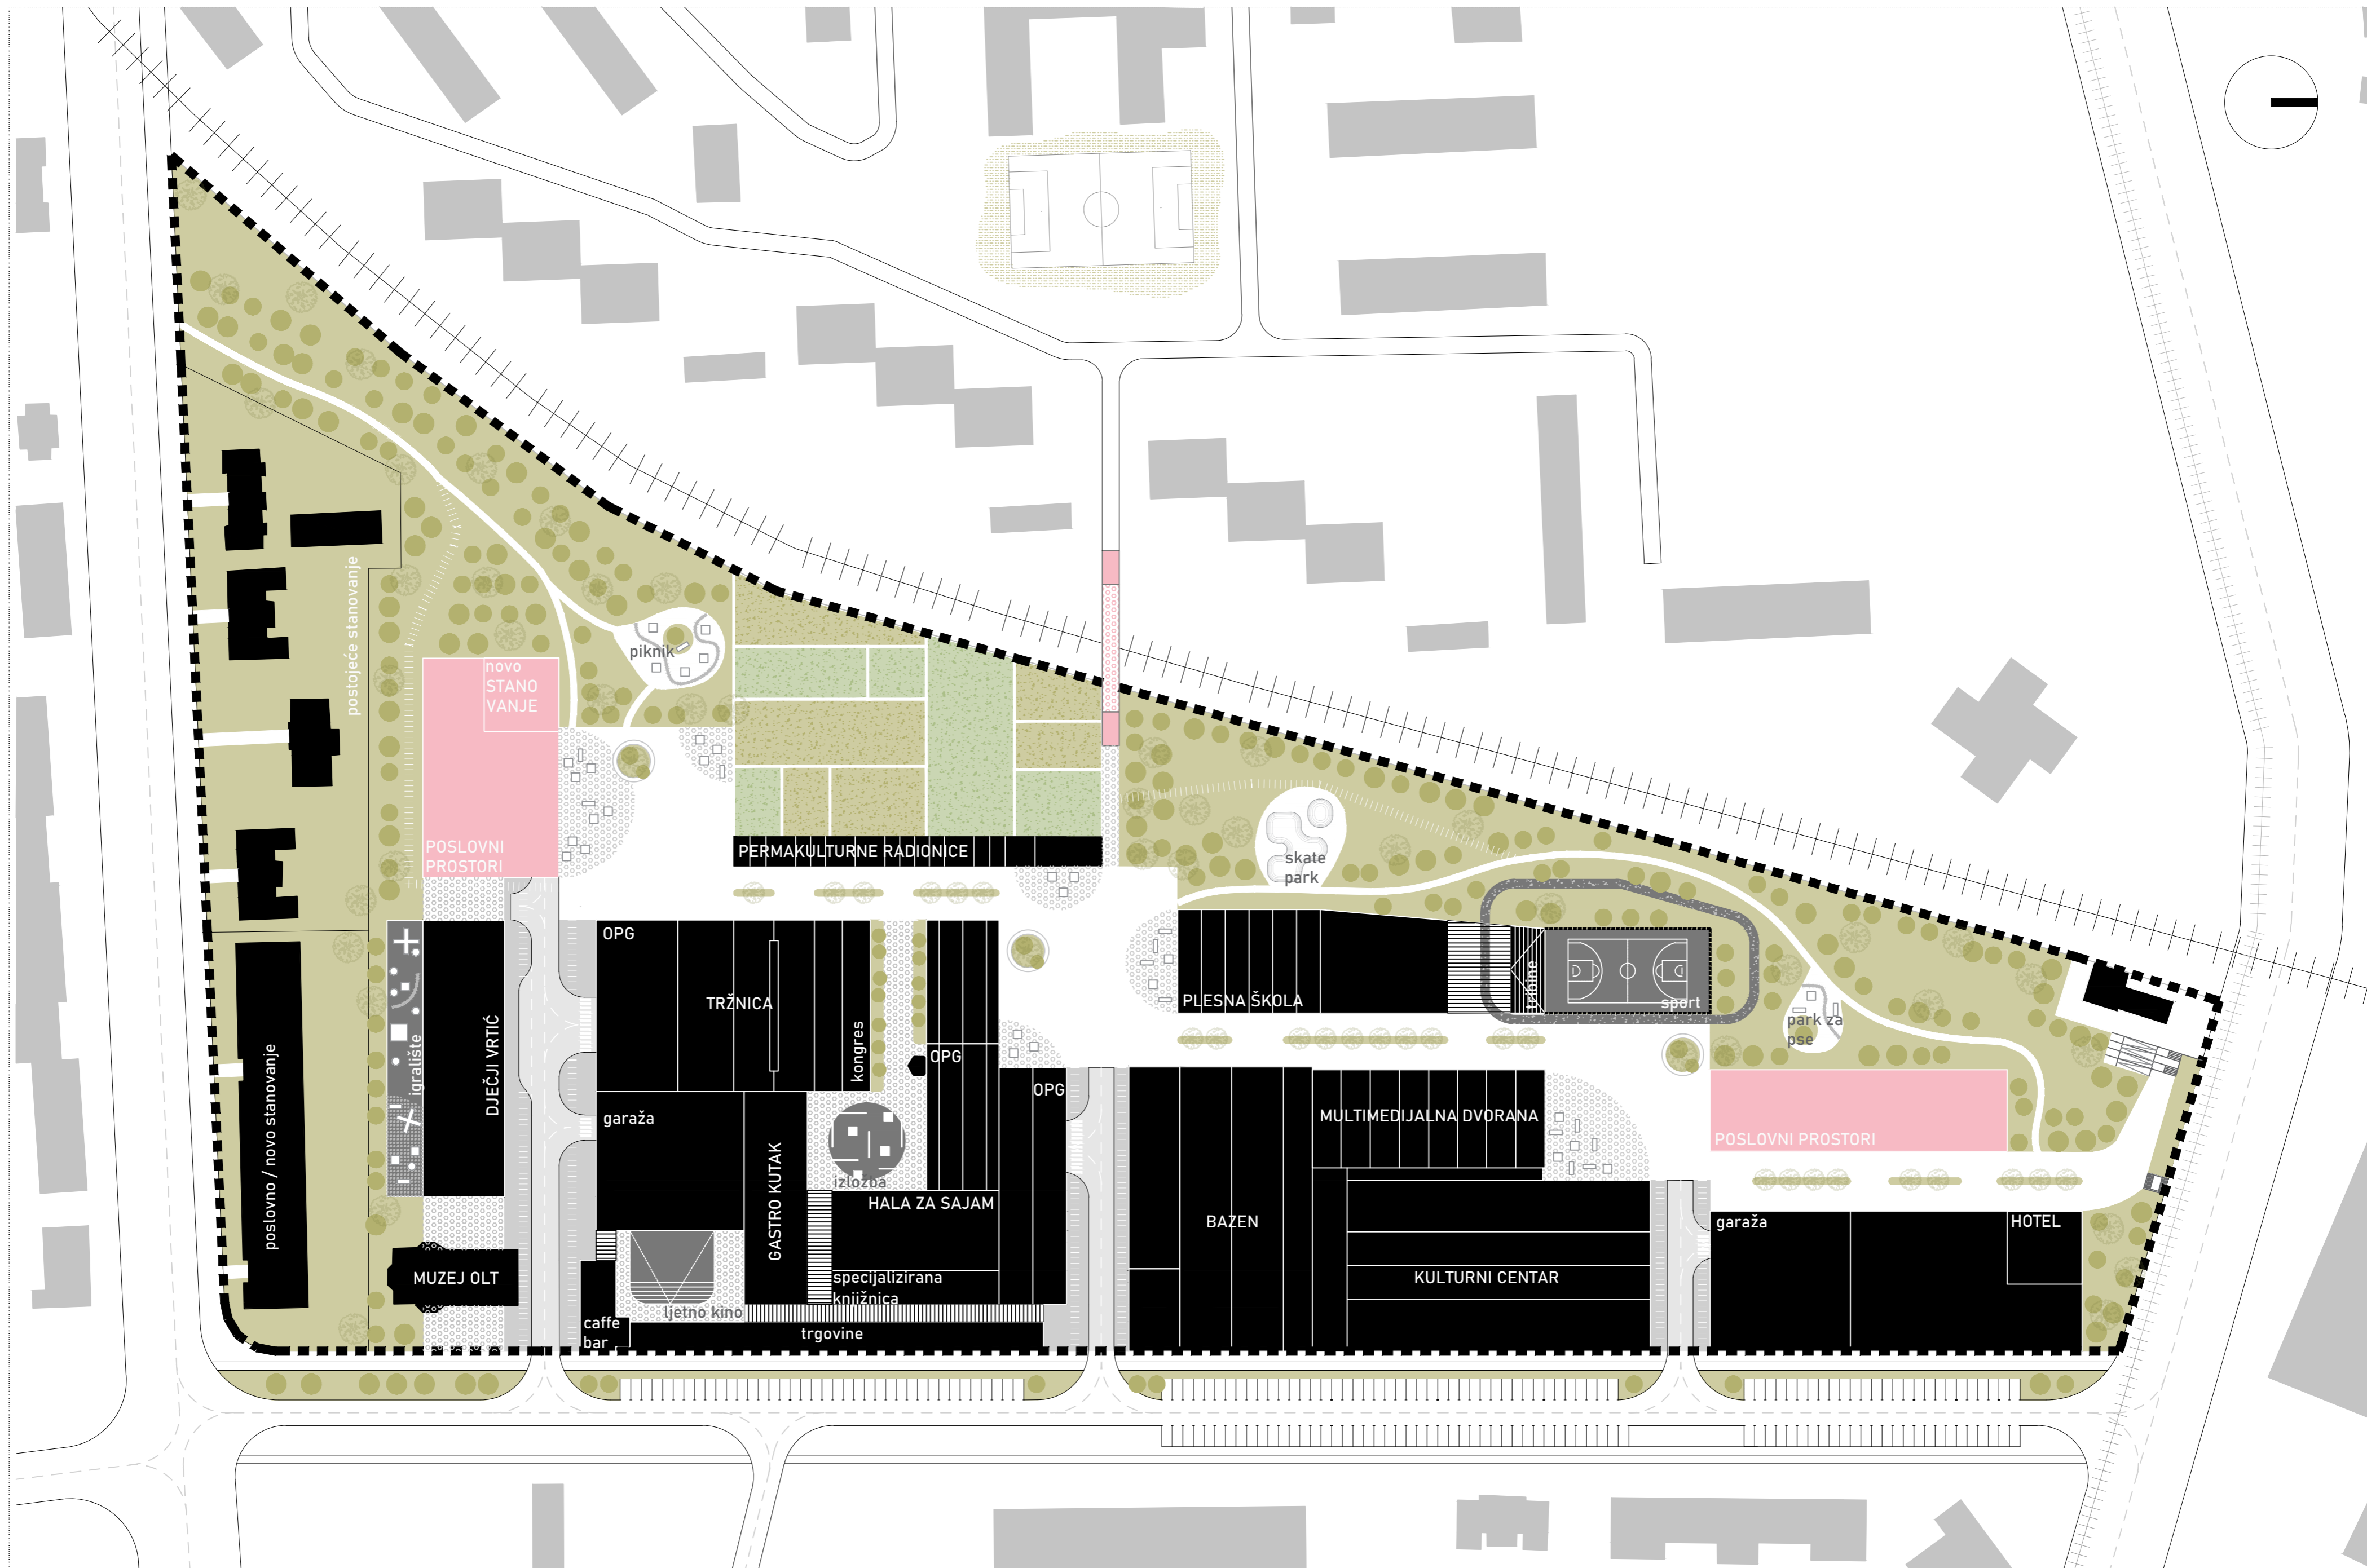 postojeće stanovanje
piknik
novo
STANO
VANJE
POSLOVNI
PROSTORI
PERMAKULTURNE RADIONICE
skate
park
OPG
TRŽNICA
kongres
OPG
OPG
PLESNA ŠKOLA
tribine
sport
park za
pse
igralište
DJEČJI VRTIĆ
poslovno / novo stanovanje
garaža
GASTRO KUTAK
izložba
HALA ZA SAJAM
MULTIMEDIJALNA DVORANA
POSLOVNI PROSTORI
BAZEN
KULTURNI CENTAR
garaža
HOTEL
MUZEJ OLT
specijalizirana
knjižnica
ljetno kino
caffe
bar
trgovine